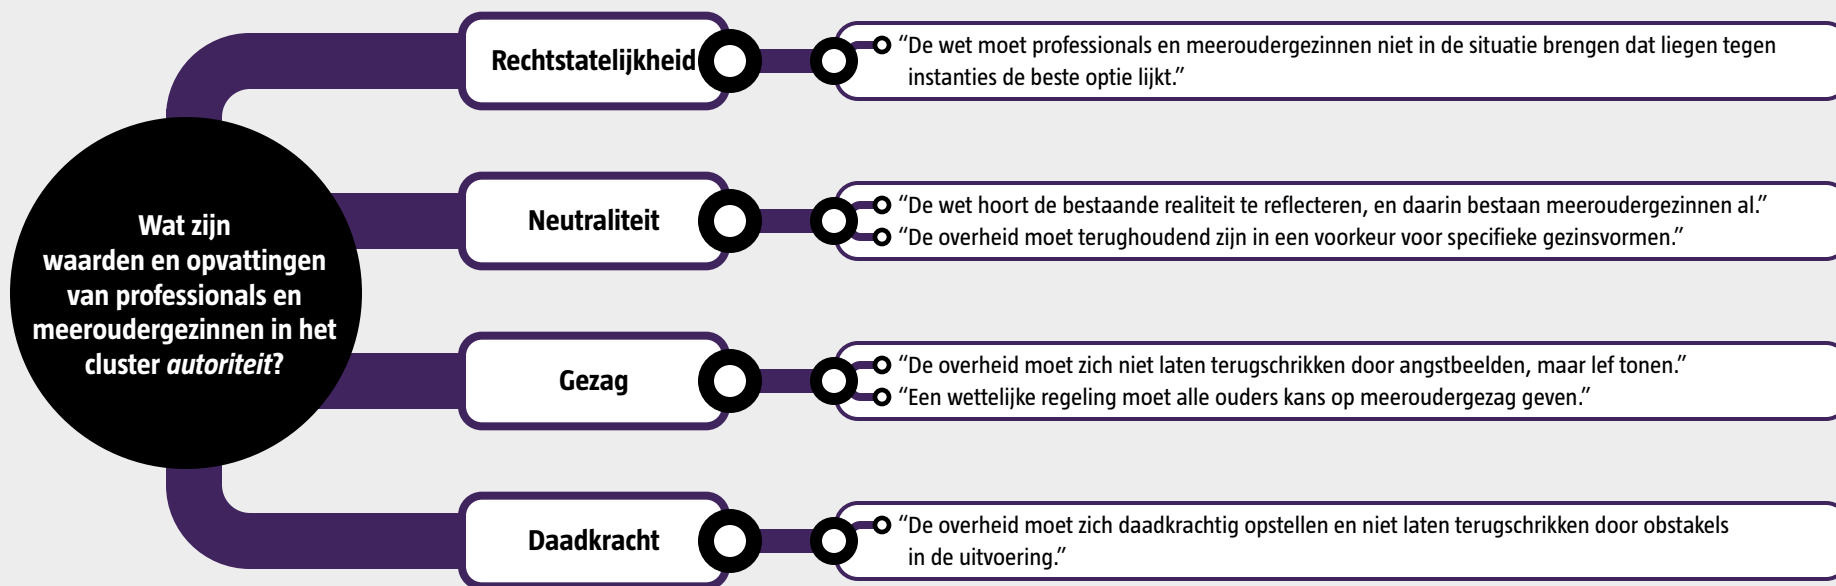 Wat zijn
waarden en opvattingen
van professionals en
meeroudergezinnen in het
cluster autoriteit?
Rechtstatelijkheid
“De wet moet professionals en meeroudergezinnen niet in de situatie brengen dat liegen tegen
instanties de beste optie lijkt.”
Neutraliteit
“De wet hoort de bestaande realiteit te reflecteren, en daarin bestaan meeroudergezinnen al.”
“De overheid moet terughoudend zijn in een voorkeur voor specifieke gezinsvormen.”
Gezag
“De overheid moet zich niet laten terugschrikken door angstbeelden, maar lef tonen.”
“Een wettelijke regeling moet alle ouders kans op meeroudergezag geven.”
Daadkracht
“De overheid moet zich daadkrachtig opstellen en niet laten terugschrikken door obstakels
in de uitvoering.”